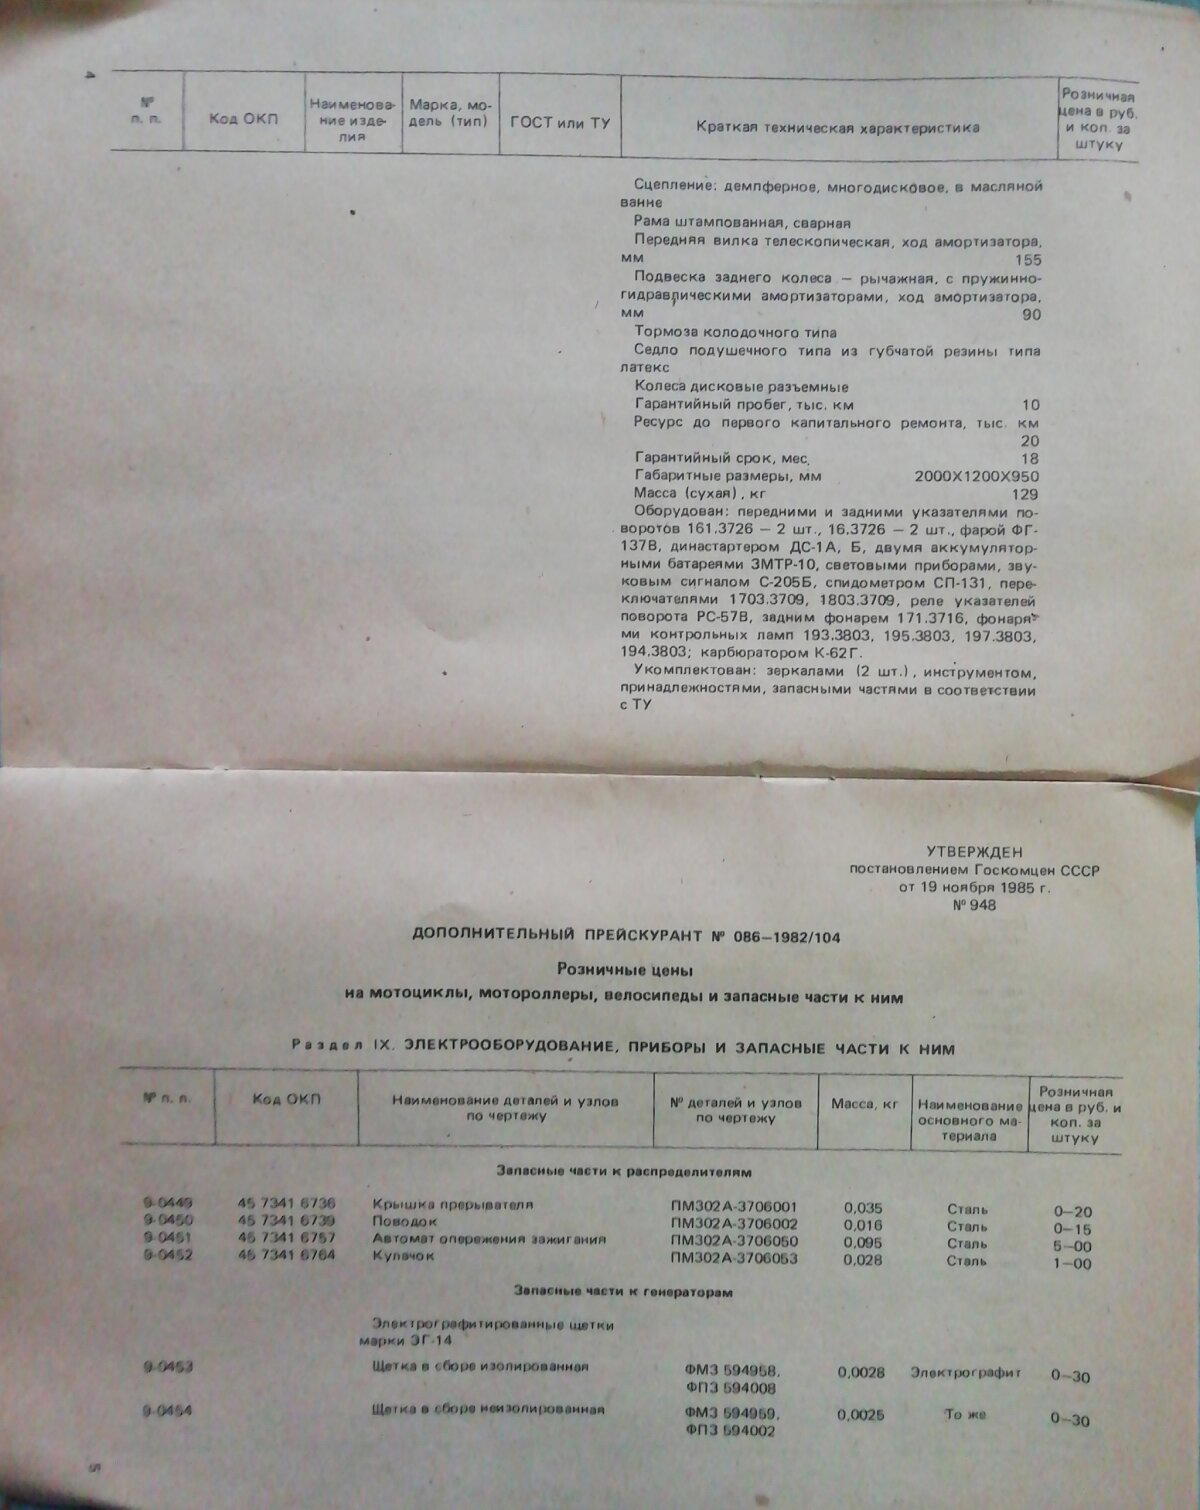 4
№ п. п. Код ОКП Наименова-ние изде-лия Марка, мо-дель (тип) ГОСТ или ТУ Краткая техническая характеристика Розничная цена в руб. и коп. за штуку
Сцепление: демпферное, многодисковое, в масляной
ванне
Рама штампованная, сварная
Передняя вилка телескопическая, ход амортизатора,
мм 155
Подвеска заднего колеса — рычажная, с пружинно-
гидравлическими амортизаторами, ход амортизатора,
мм 90
Тормоза колодочного типа
Седло подушечного типа из губчатой резины типа
латекс
Колеса дисковые разъемные
Гарантийный пробег, тыс. км 10
Ресурс до первого капитального ремонта, тыс. км
20
Гарантийный срок, мес. 18
Габаритные размеры, мм 2000Х1200Х950
Масса (сухая), кг 129
Оборудован: передними и задними указателями по-
воротов 161.3726 — 2 шт., 16.3726 — 2 шт., фарой ФГ-
137В, династартером ДС-1А, Б, двумя аккумулятор-
ными батареями 3МТР-10, световыми приборами, зву-
ковым сигналом С-205Б, спидометром СП-131, пере-
ключателями 1703.3709, 1803.3709, реле указателей
поворота РС-57В, задним фонарем 171.3716, фонаря-
ми контрольных ламп 193.3803, 195.3803, 197.3803,
194.3803; карбюратором К-62Г.
Укомплектован: зеркалами (2 шт.), инструментом,
принадлежностями, запасными частями в соответствии
с ТУ
УТВЕРЖДЕН
постановлением Госкомцен СССР
от 19 ноября 1985 г.
№ 948
ДОПОЛНИТЕЛЬНЫЙ ПРЕЙСКУРАНТ № 086—1982/104
Розничные цены
на мотоциклы, мотороллеры, велосипеды и запасные части к ним
Раздел IX. ЭЛЕКТРООБОРУДОВАНИЕ, ПРИБОРЫ И ЗАПАСНЫЕ ЧАСТИ К НИМ
№ п. п. Код ОКП Наименование деталей и узлов по чертежу № деталей и узлов по чертежу Масса, кг Наименование основного ма-териала Розничная цена в руб. и коп. за штуку
Запасные части к распределителям
9-0449 45 7341 6736 Крышка прерывателя ПМ302А-3706001 0,035 Сталь 0—20
9-0450 45 7341 6739 Поводок ПМ302А-3706002 0,016 Сталь 0—15
9-0451 45 7341 6757 Автомат опережения зажигания ПМ302А-3706050 0,095 Сталь 5—00
9-0452 45 7341 6764 Кулачок ПМ302А-3706053 0,028 Сталь 1—00
Запасные части к генераторам
Электрографитированные щетки
марки ЭГ-14
9-0453 Щетка в сборе изолированная ФМЗ 594958, 0,0028 Электрографит 0—30
ФПЗ 594008
9-0454 Щетка в сборе неизолированная ФМЗ 594959, 0,0025 То же 0—30
ФПЗ 594002
5